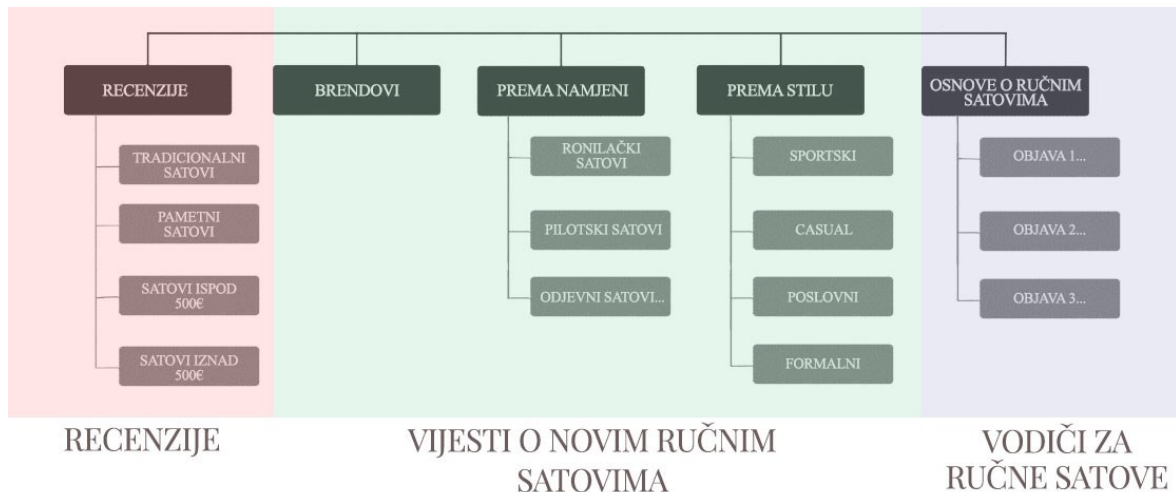 RECENZIJE
BRENDOVI
PREMA NAMJENI
PREMA STILU
OSNOVE O RUČNIM
SATOVIMA
TRADICIONALNI
SATOVI
PAMETNI
SATOVI
SATOVI ISPOD
500€
SATOVI IZNAD
500€
RONILAČKI
SATOVI
PILOTSKI SATOVI
ODJEVNI SATOVI...
SPORTSKI
CASUAL
POSLOVNI
FORMALNI
OBJAVA 1...
OBJAVA 2...
OBJAVA 3...
RECENZIJE
VIJESTI O NOVIM RUČNIM
SATOVIMA
VODIČI ZA
RUČNE SATOVE